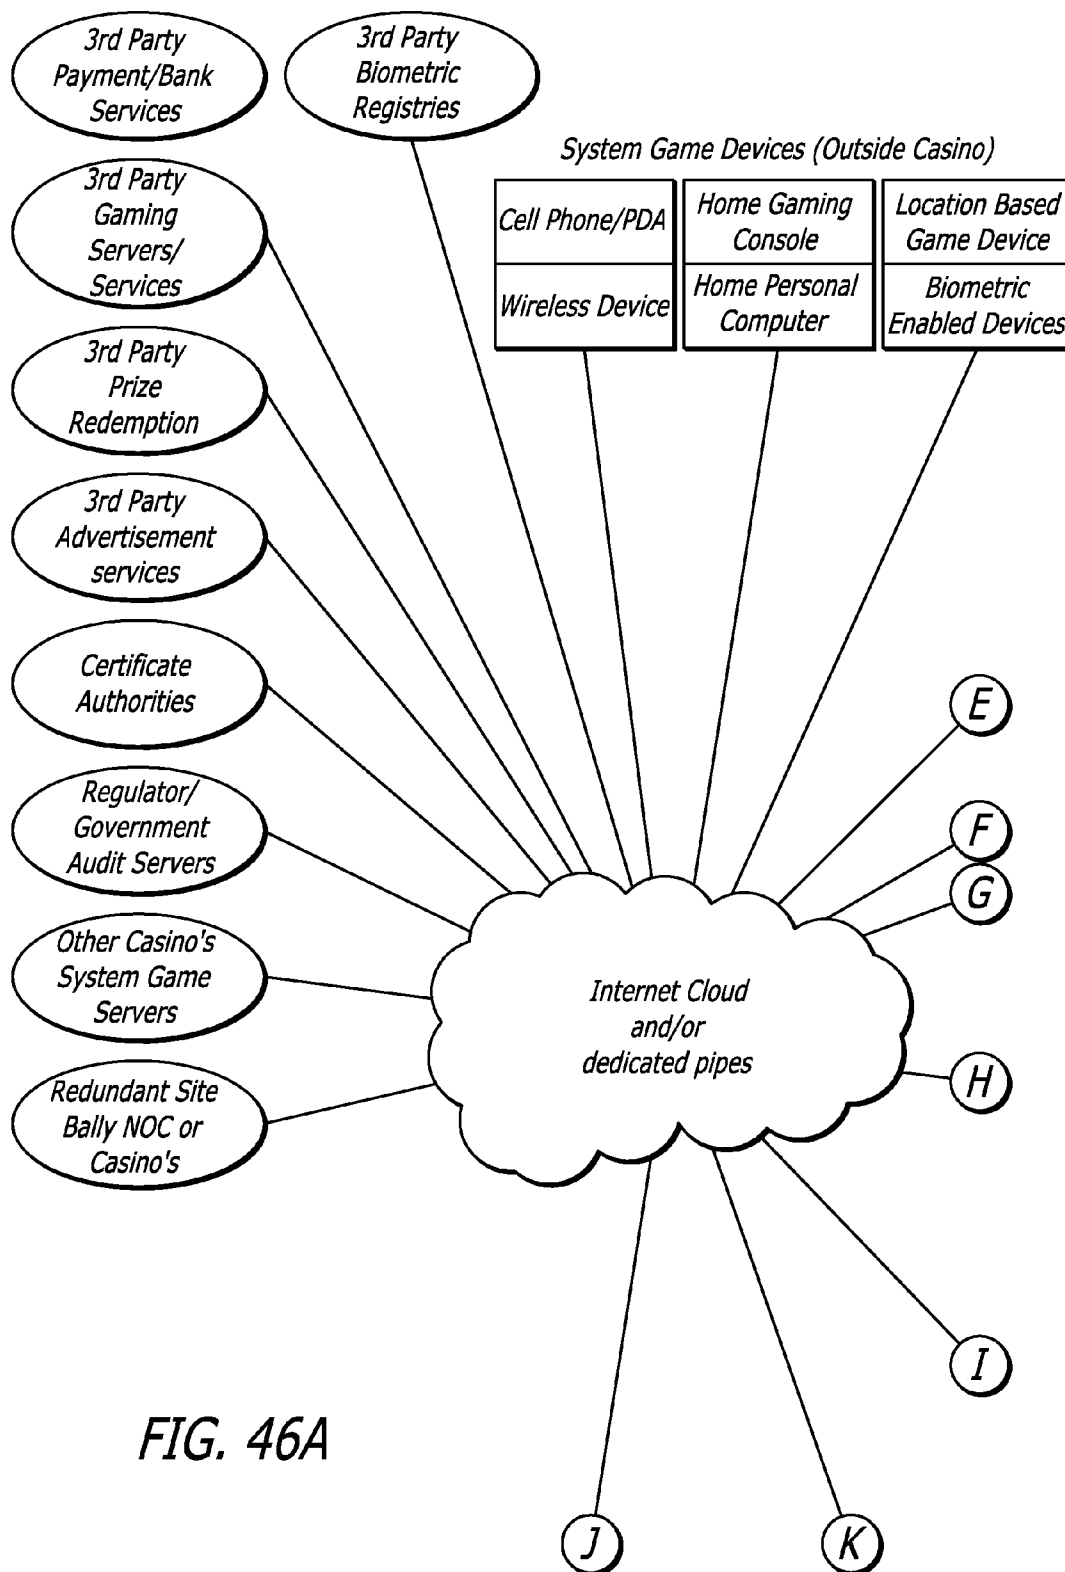 3rd Party
Payment/Bank
Services
3rd Party
Biometric
Registries
System Game Devices (Outside Casino)
3rd Party
Gaming
Servers/
Services
Cell Phone/PDA
Home Gaming
Console
Location Based
Game Device
Wireless Device
Home Personal
Computer
Biometric
Enabled Devices
3rd Party
Prize
Redemption
3rd Party
Advertisement
services
Certificate
Authorities
Regulator/
Government
Audit Servers
Other Casino's
System Game
Servers
Redundant Site
Bally NOC or
Casino's
Internet Cloud
and/or
dedicated pipes
E
F
G
H
I
J
K
FIG. 46A